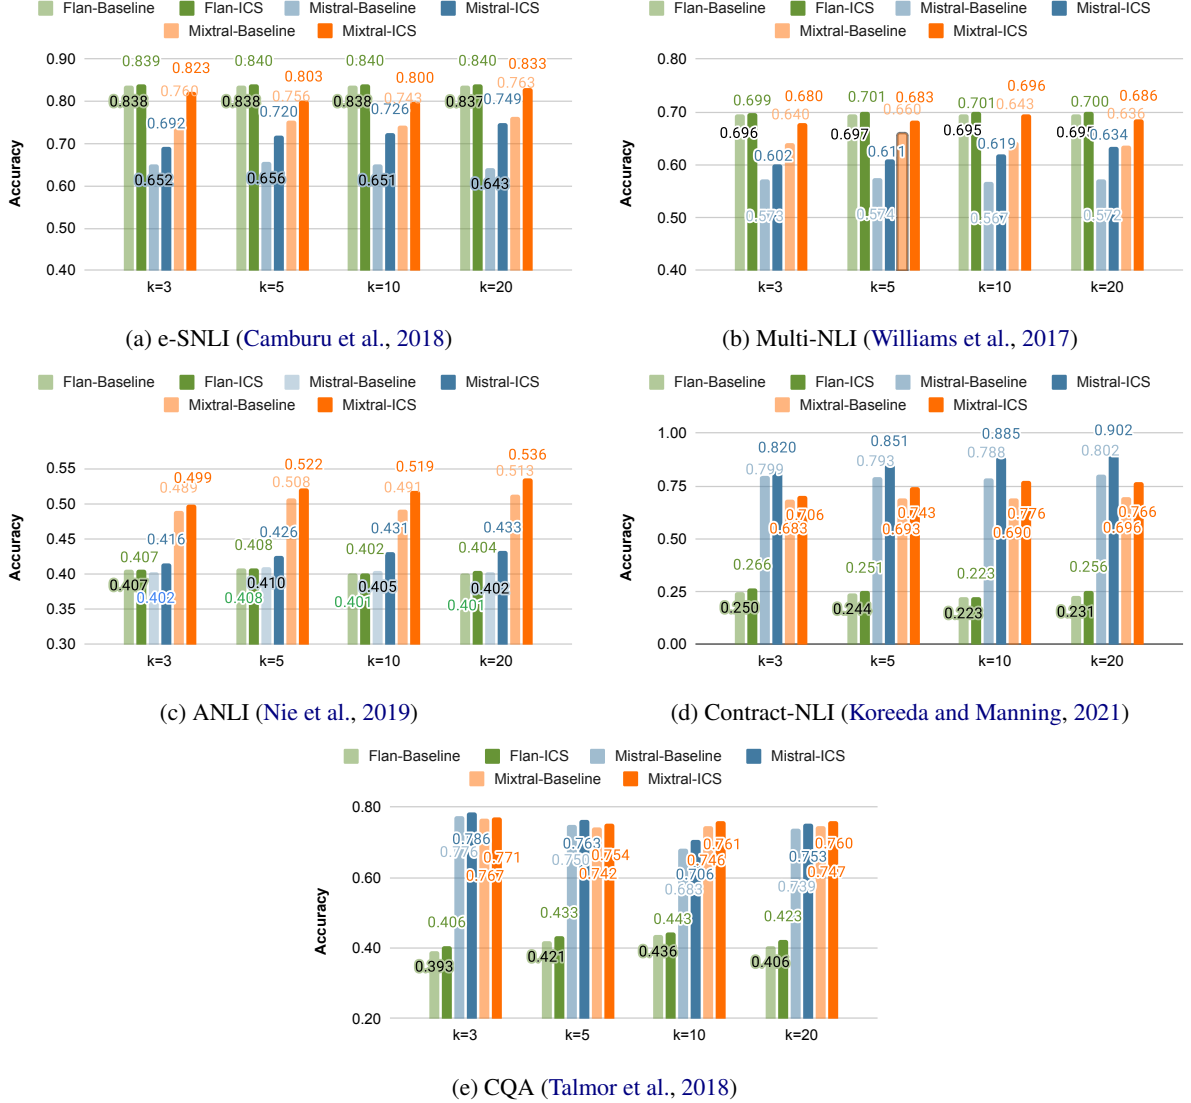 Flan-Baseline Flan-ICS Mistral-Baseline Mistral-ICS
Mixtral-Baseline Mixtral-ICS
0.90
0.80
0.70
0.60
0.50
0.40
Accuracy
0.838 0.839 0.652 0.692 0.760 0.823
0.838 0.840 0.656 0.720 0.756 0.803
0.838 0.840 0.651 0.726 0.743 0.800
0.837 0.840 0.643 0.749 0.763 0.833
k=3 k=5 k=10 k=20
(a) e-SNLI (Camburu et al., 2018)
Flan-Baseline Flan-ICS Mistral-Baseline Mistral-ICS
Mixtral-Baseline Mixtral-ICS
0.80
0.70
0.60
0.50
0.40
Accuracy
0.696 0.699 0.573 0.602 0.640 0.680
0.697 0.701 0.574 0.611 0.660 0.683
0.695 0.701 0.567 0.619 0.643 0.696
0.695 0.700 0.572 0.634 0.636 0.686
k=3 k=5 k=10 k=20
(b) Multi-NLI (Williams et al., 2017)
Flan-Baseline Flan-ICS Mistral-Baseline Mistral-ICS
Mixtral-Baseline Mixtral-ICS
0.55
0.50
0.45
0.40
0.35
0.30
Accuracy
0.407 0.407 0.402 0.416 0.489 0.499
0.408 0.408 0.410 0.426 0.508 0.522
0.401 0.402 0.405 0.431 0.491 0.519
0.401 0.404 0.402 0.433 0.513 0.536
k=3 k=5 k=10 k=20
(c) ANLI (Nie et al., 2019)
Flan-Baseline Flan-ICS Mistral-Baseline Mistral-ICS
Mixtral-Baseline Mixtral-ICS
1.00
0.75
0.50
0.25
0.00
Accuracy
0.250 0.266 0.799 0.820 0.683 0.706
0.244 0.251 0.793 0.851 0.693 0.743
0.223 0.223 0.788 0.885 0.690 0.776
0.231 0.256 0.802 0.902 0.696 0.766
k=3 k=5 k=10 k=20
(d) Contract-NLI (Koreeda and Manning, 2021)
Flan-Baseline Flan-ICS Mistral-Baseline Mistral-ICS
Mixtral-Baseline Mixtral-ICS
0.80
0.60
0.40
0.20
Accuracy
0.393 0.406 0.776 0.786 0.767 0.771
0.421 0.433 0.750 0.763 0.742 0.754
0.436 0.443 0.683 0.706 0.746 0.761
0.406 0.423 0.739 0.753 0.747 0.760
k=3 k=5 k=10 k=20
(e) CQA (Talmor et al., 2018)